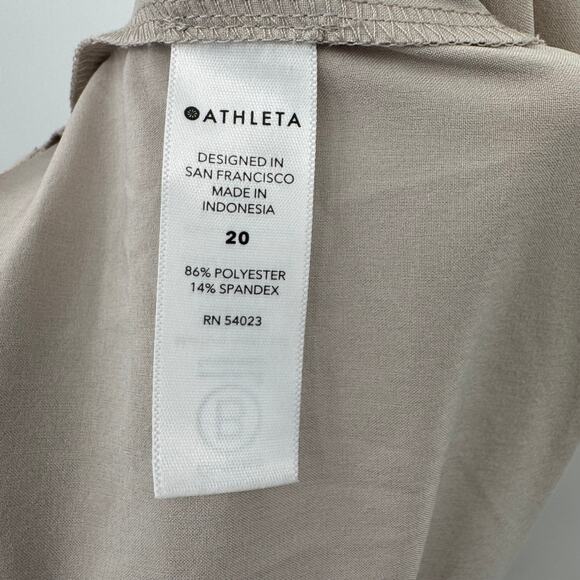 ATHLETA
DESIGNED IN
SAN FRANCISCO
MADE IN
INDONESIA
20
86% POLYESTER
14% SPANDEX
RN 54023
B